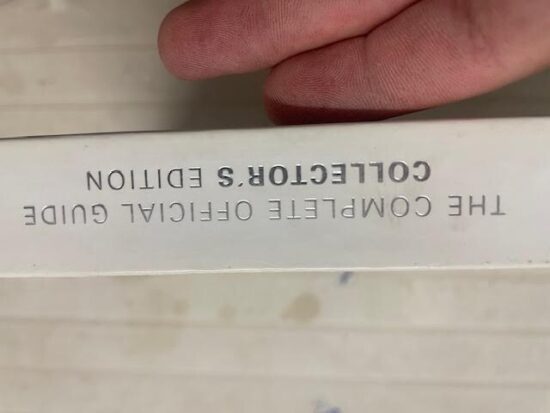 THE COMPLETE OFFICIAL GUIDE
COLLECTOR'S EDITION